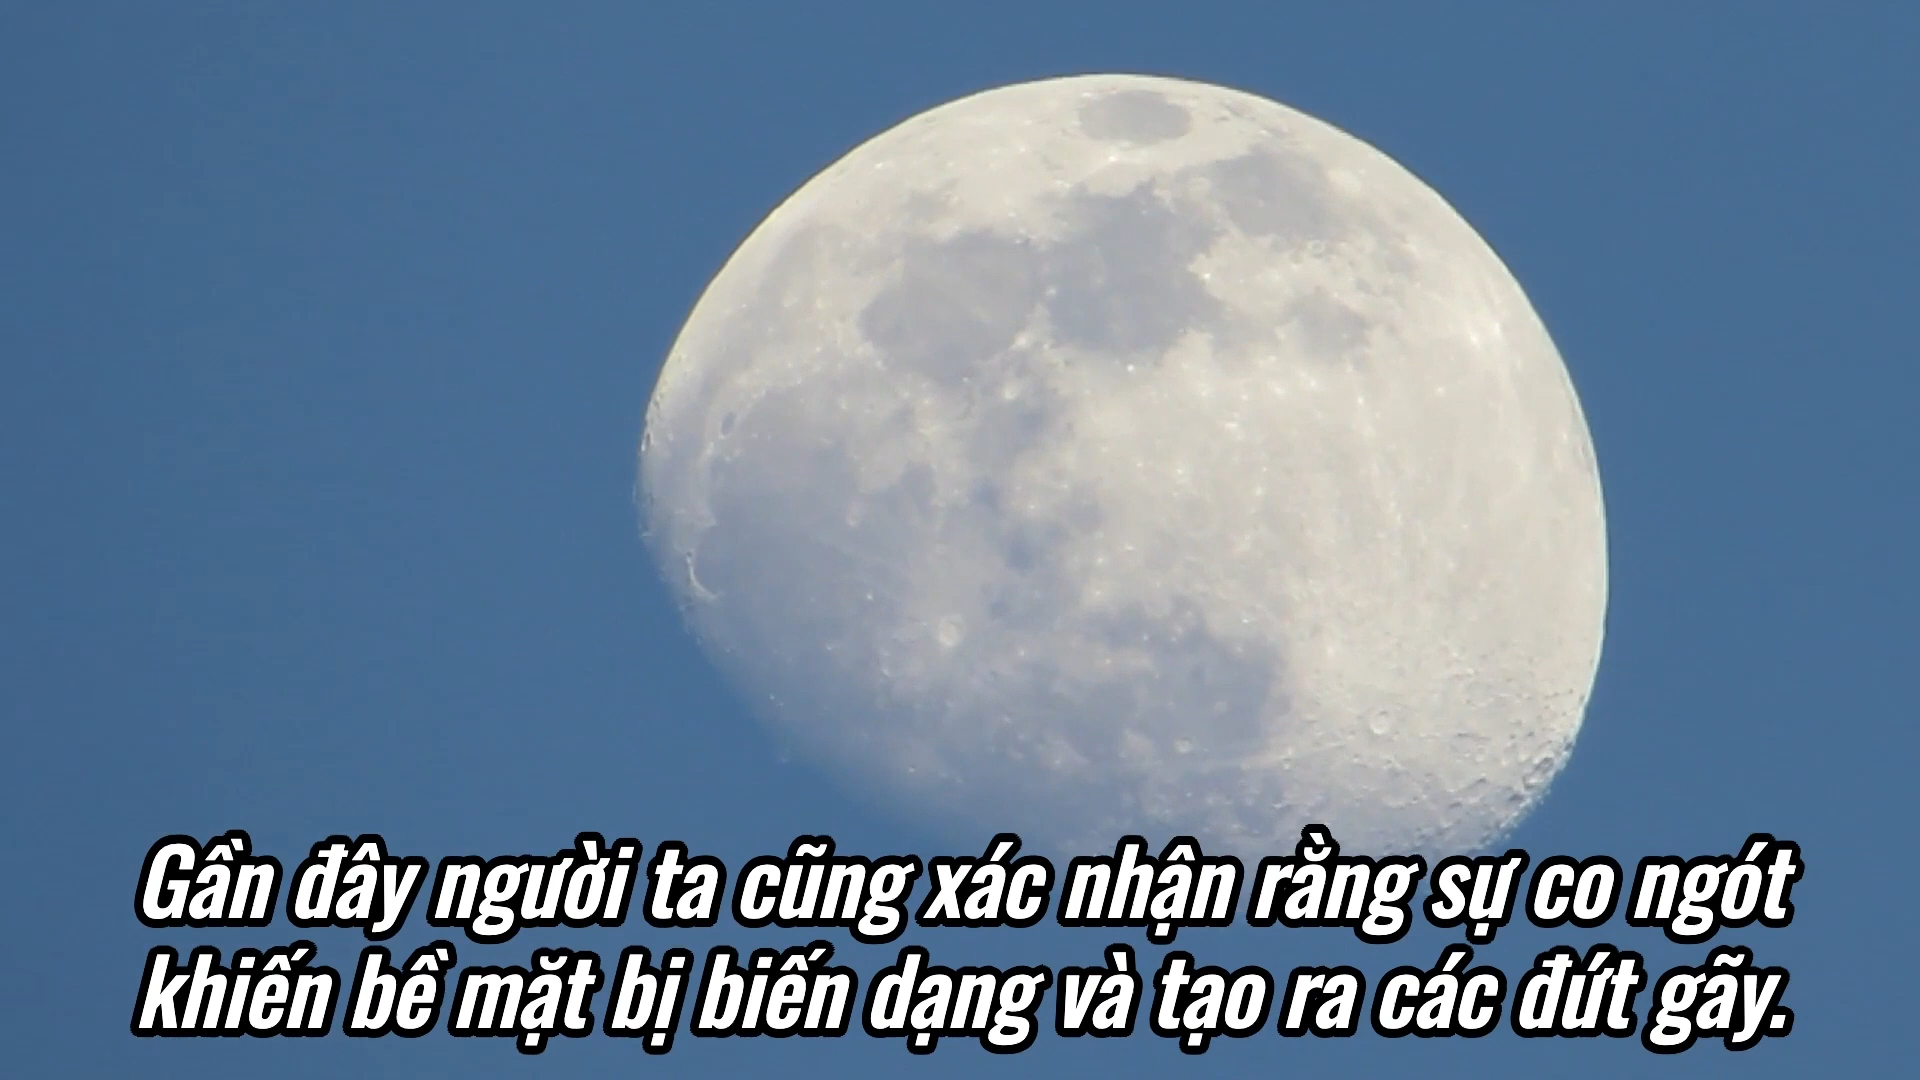 Gần đây người ta cũng xác nhận rằng sự co ngót
khiến bề mặt bị biến dạng và tạo ra các đứt gãy.